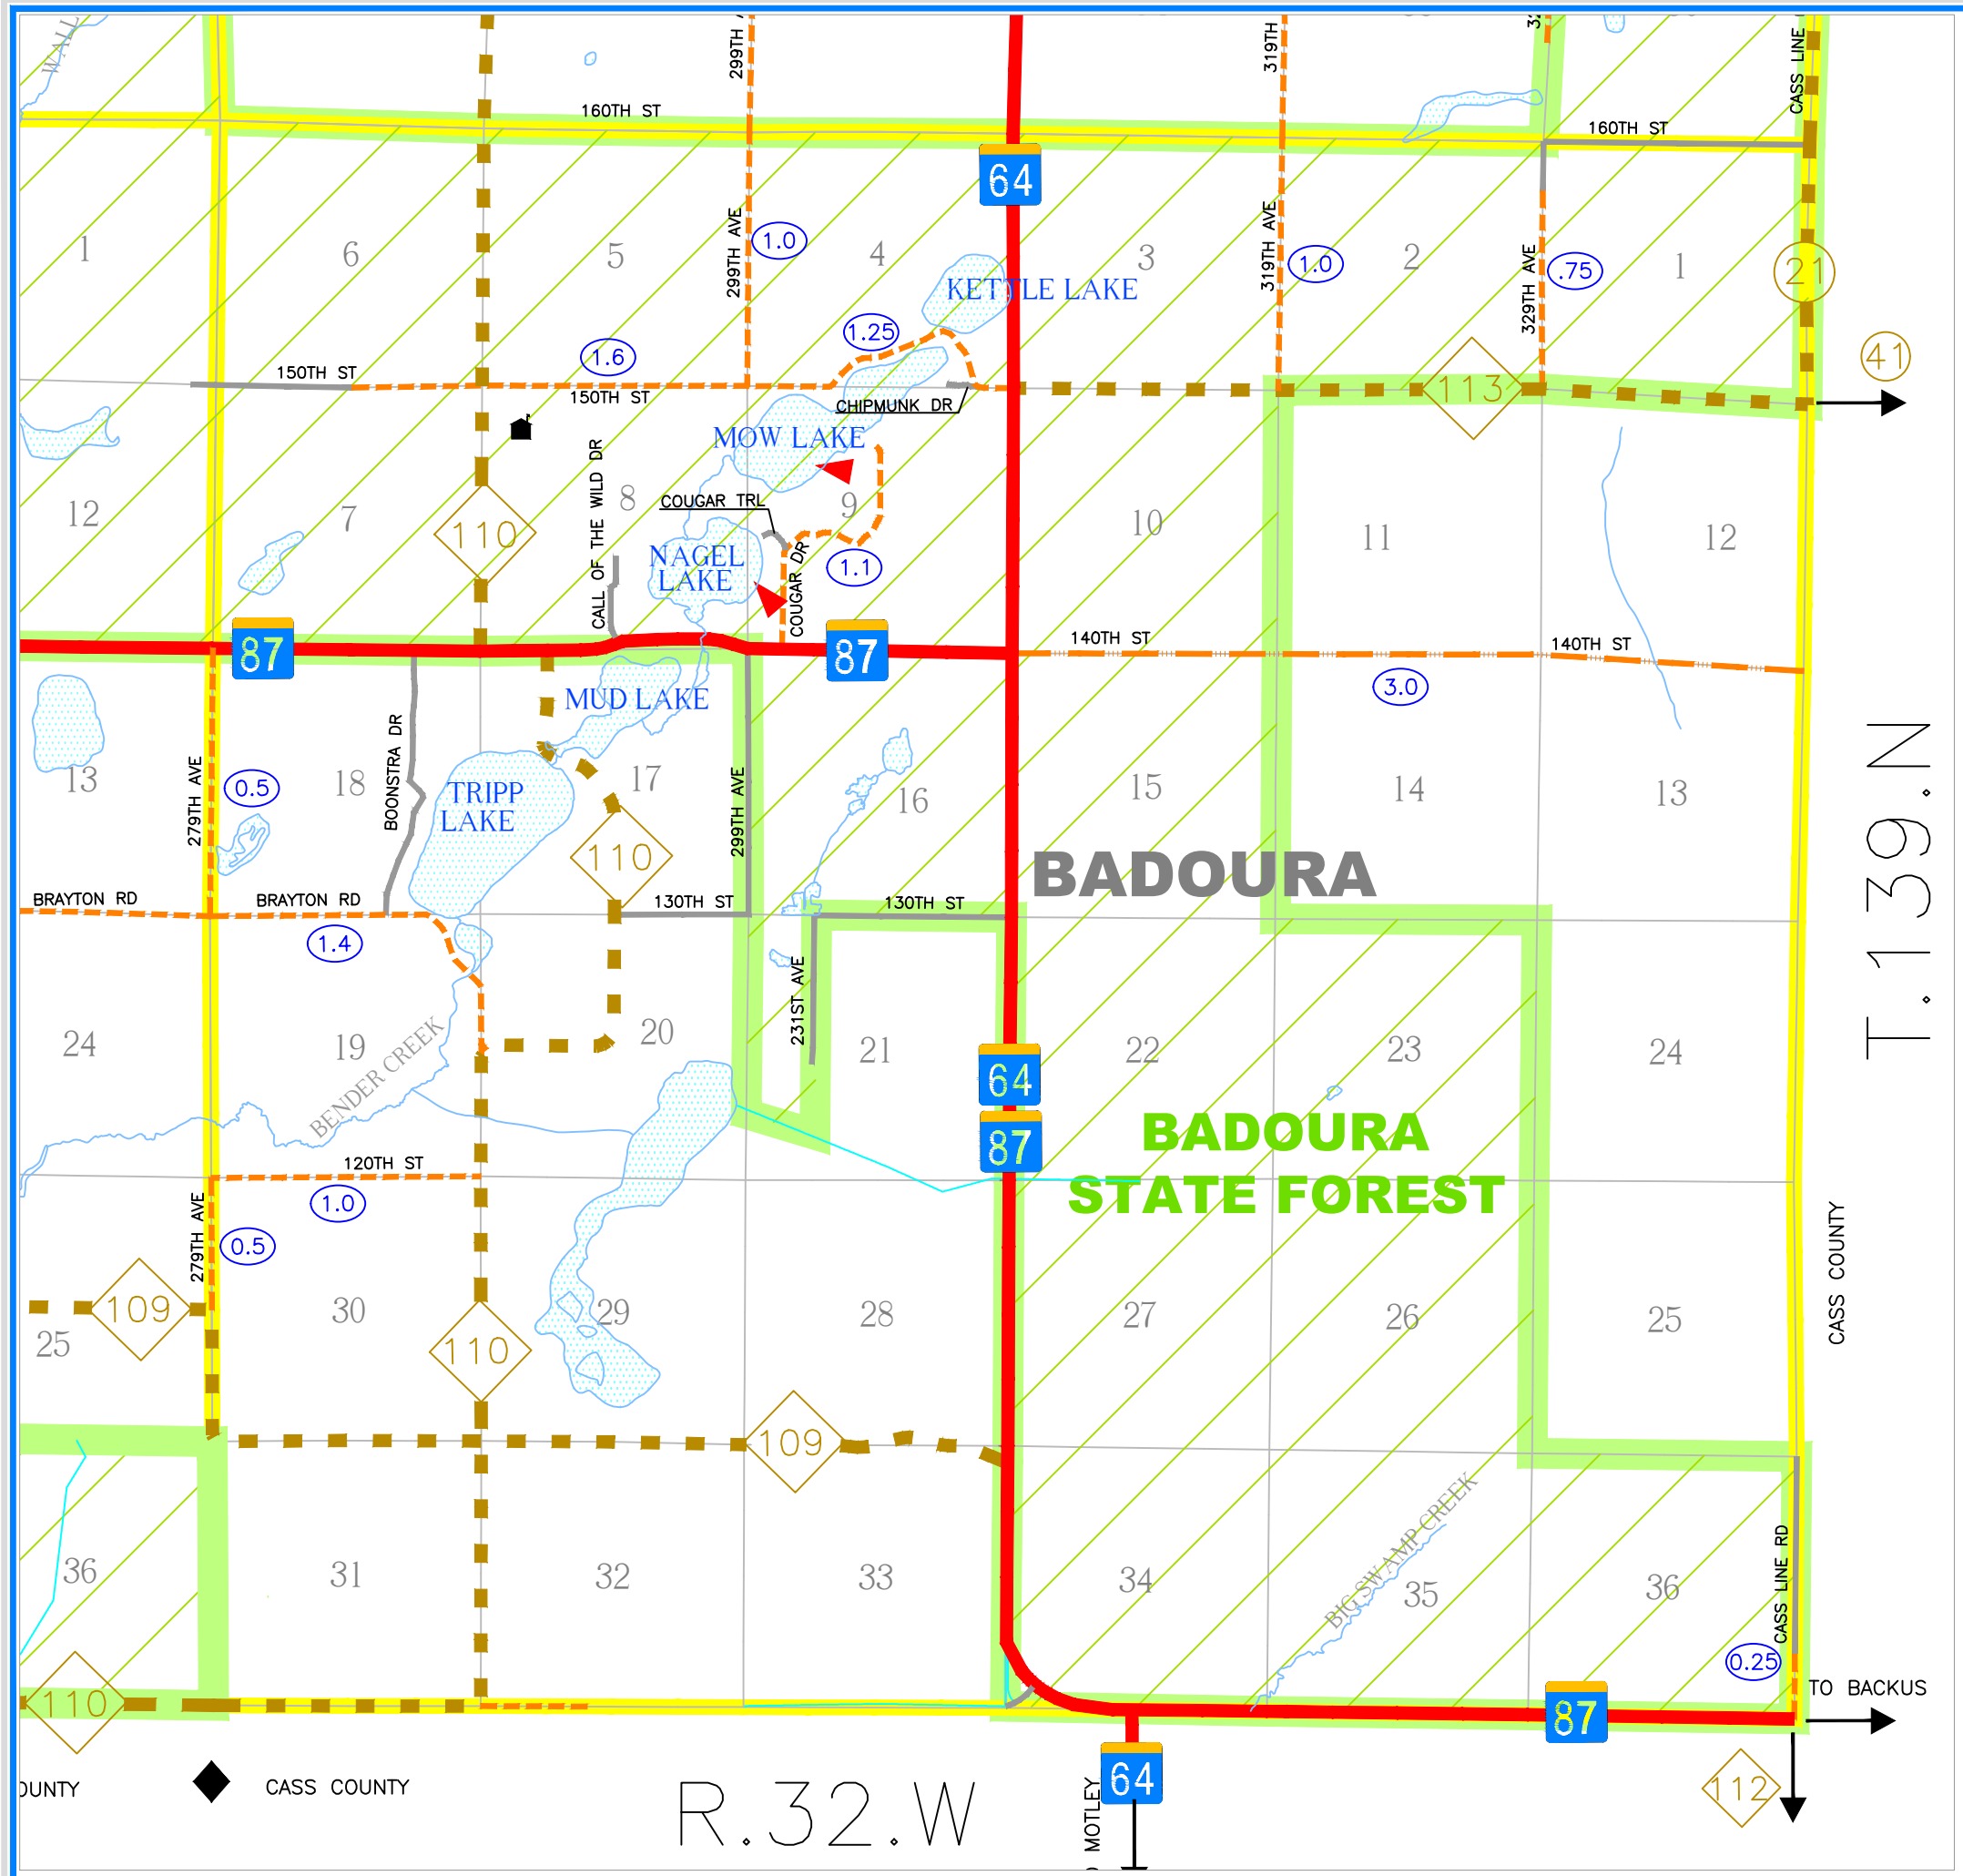 WALL
299TH
319TH
CASS LINE
160TH ST
160TH ST
64
1
6
5
299TH AVE
1.0
4
3
319TH AVE
1.0
2
329TH AVE
.75
1
21
KETTLE LAKE
1.25
1.6
41
150TH ST
150TH ST
113
CHIPMUNK DR
MOW LAKE
12
7
110
CALL OF THE WILD DR
8
COUGAR TRL
9
10
11
12
NAGEL
LAKE
COUGAR DR
1.1
87
87
140TH ST
140TH ST
3.0
MUD LAKE
13
279TH AVE
0.5
18
BOONSTRA DR
TRIPP
LAKE
17
299TH AVE
16
15
14
13
T.139.N
110
BADOURA
BRAYTON RD
BRAYTON RD
130TH ST
130TH ST
1.4
231ST AVE
24
19
BENDER CREEK
20
21
64
22
23
24
87
BADOURA
STATE FOREST
120TH ST
1.0
279TH AVE
0.5
CASS COUNTY
109
25
30
29
28
27
26
25
110
109
36
31
32
33
34
BIG SWAMP CREEK
35
36
CASS LINE RD
0.25
TO BACKUS
110
87
64
112
CASS COUNTY
R.32.W
MOTLEY